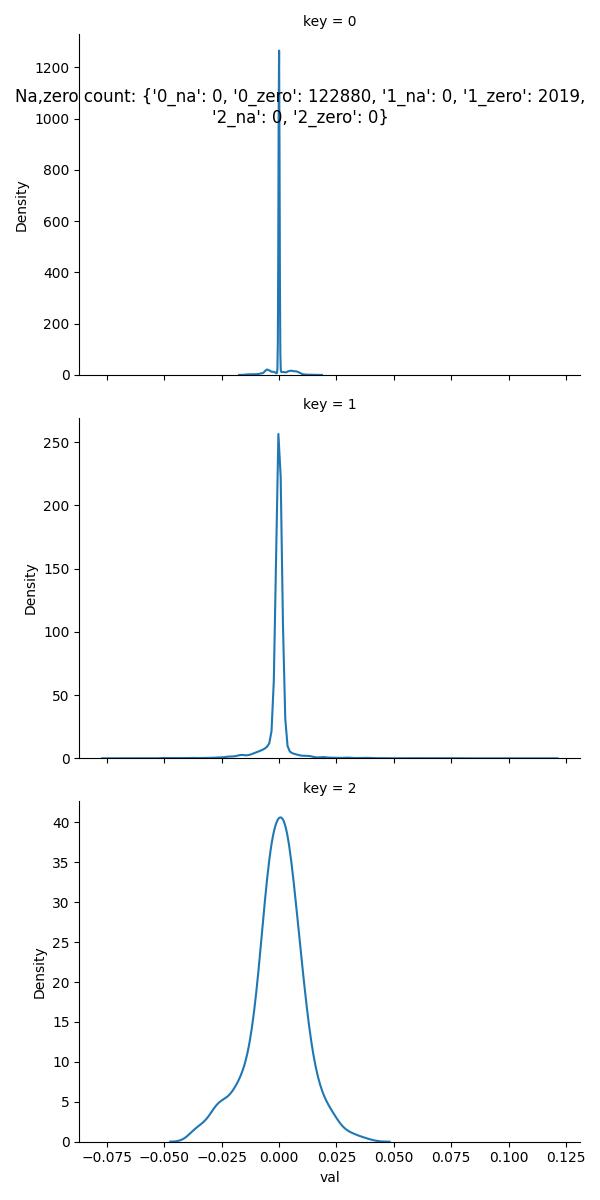 key = 0
1200
Na,zero count: {'0_na': 0, '0_zero': 122880, '1_na': 0, '1_zero': 2019,
'2_na': 0, '2_zero': 0}
1000
800
Density
600
400
200
0
key = 1
250
200
150
Density
100
50
0
key = 2
40
35
30
25
Density
20
15
10
5
0
−0.075 −0.050 −0.025 0.000 0.025 0.050 0.075 0.100 0.125
val